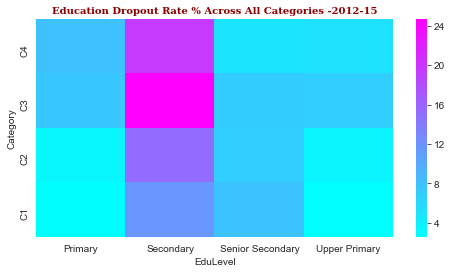 Education Dropout Rate % Across All Categories -2012-15
24
20
16
12
8
4
C4
C3
C2
C1
Category
Primary
Secondary
Senior Secondary
Upper Primary
EduLevel